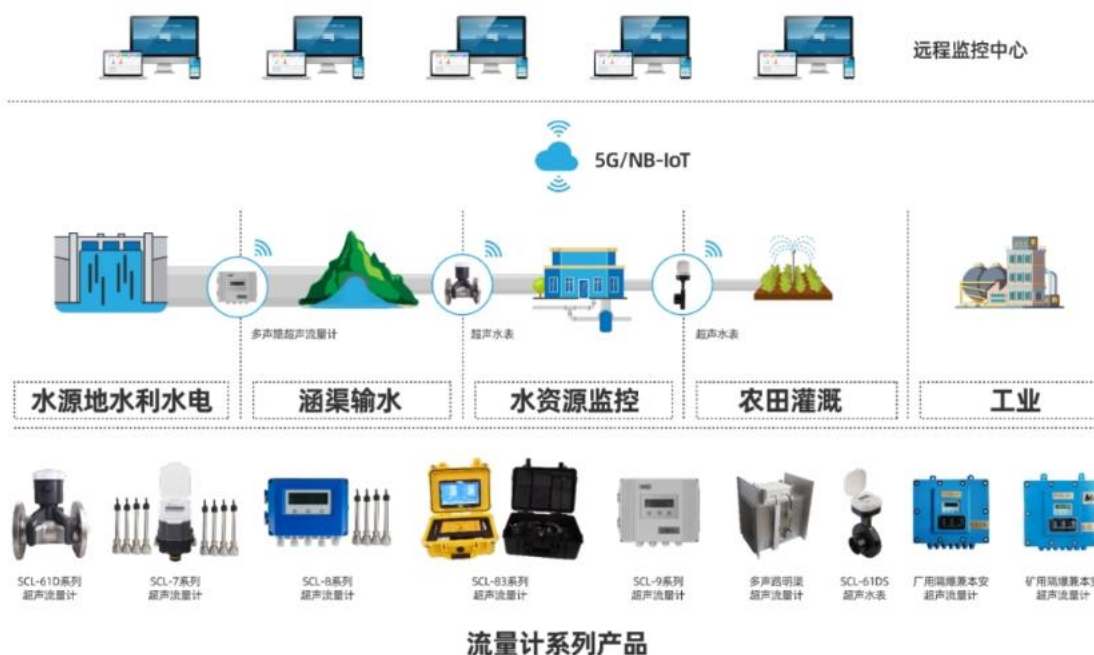 远程监控中心
5G/NB-IoT
多声路超声流量计
超声水表
超声水表
水源地水利水电
涵渠输水
水资源监控
农田灌溉
工业
SCL-61D系列
超声流量计
SCL-7系列
超声流量计
SCL-8系列
超声流量计
SCL-83系列
超声流量计
SCL-9系列
超声流量计
多声路明渠
超声流量计
SCL-61DS
超声水表
厂用隔爆兼本安
超声流量计
矿用隔爆兼本安
超声流量计
流量计系列产品